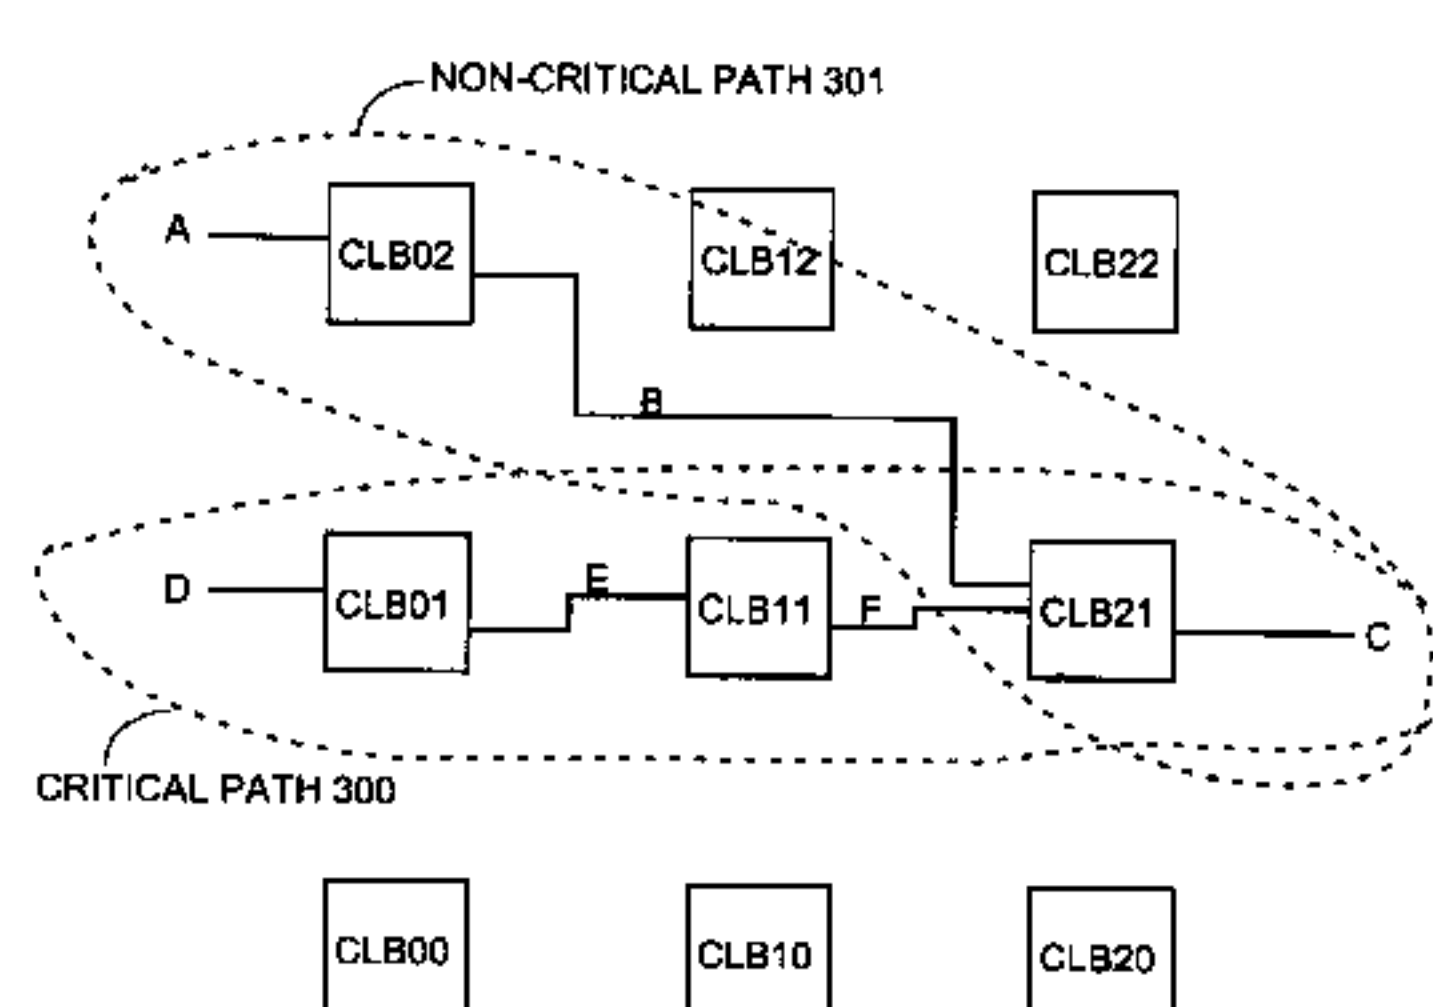 NON-CRITICAL PATH 301
A
CLB02
CLB12
CLB22
B
D
CLB01
E
CLB11
F
CLB21
C
CRITICAL PATH 300
CLB00
CLB10
CLB20